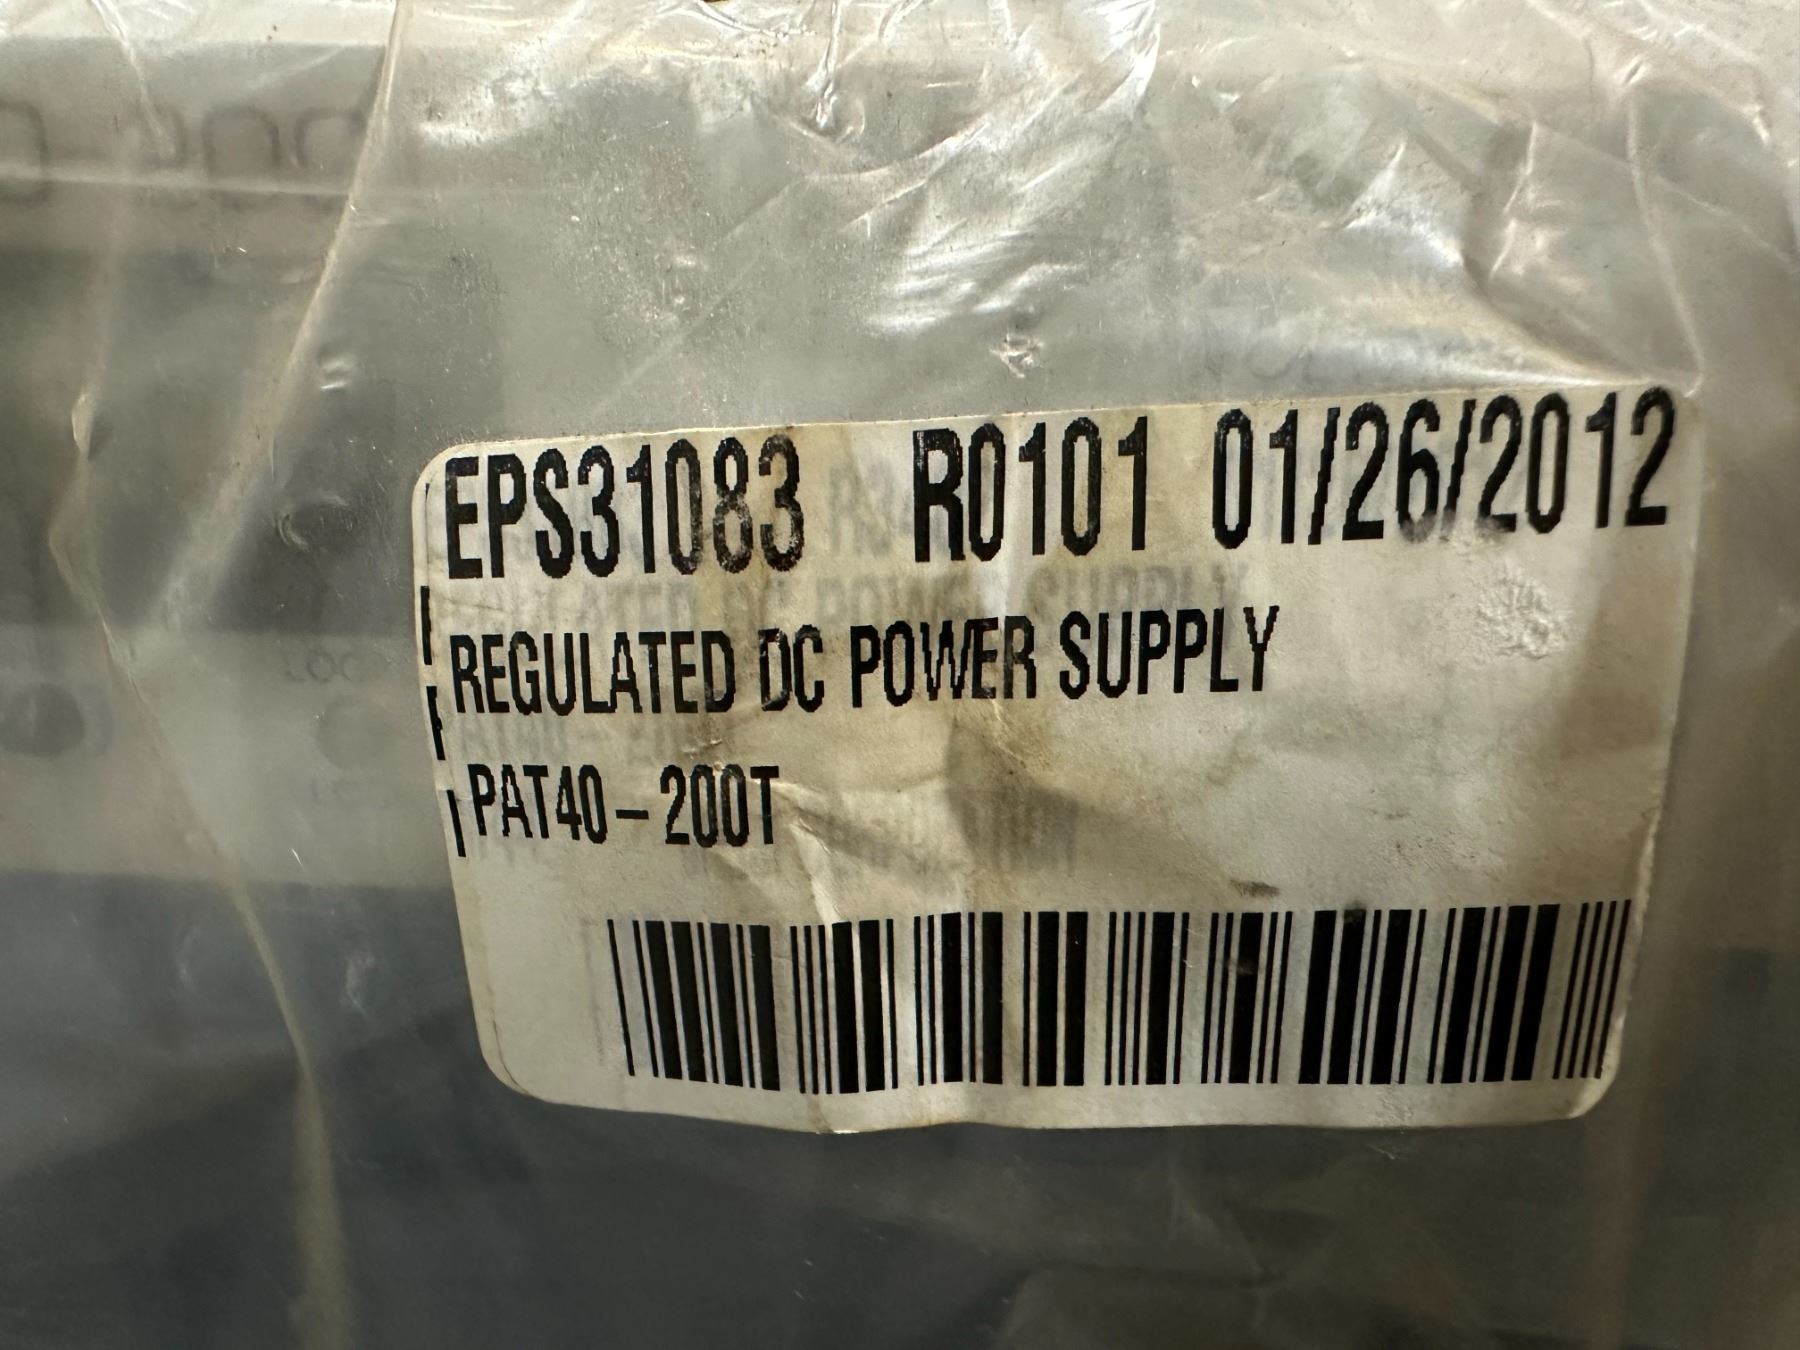 EPS31083 R0101 01/26/2012
REGULATED DC POWER SUPPLY
PAT40-200T